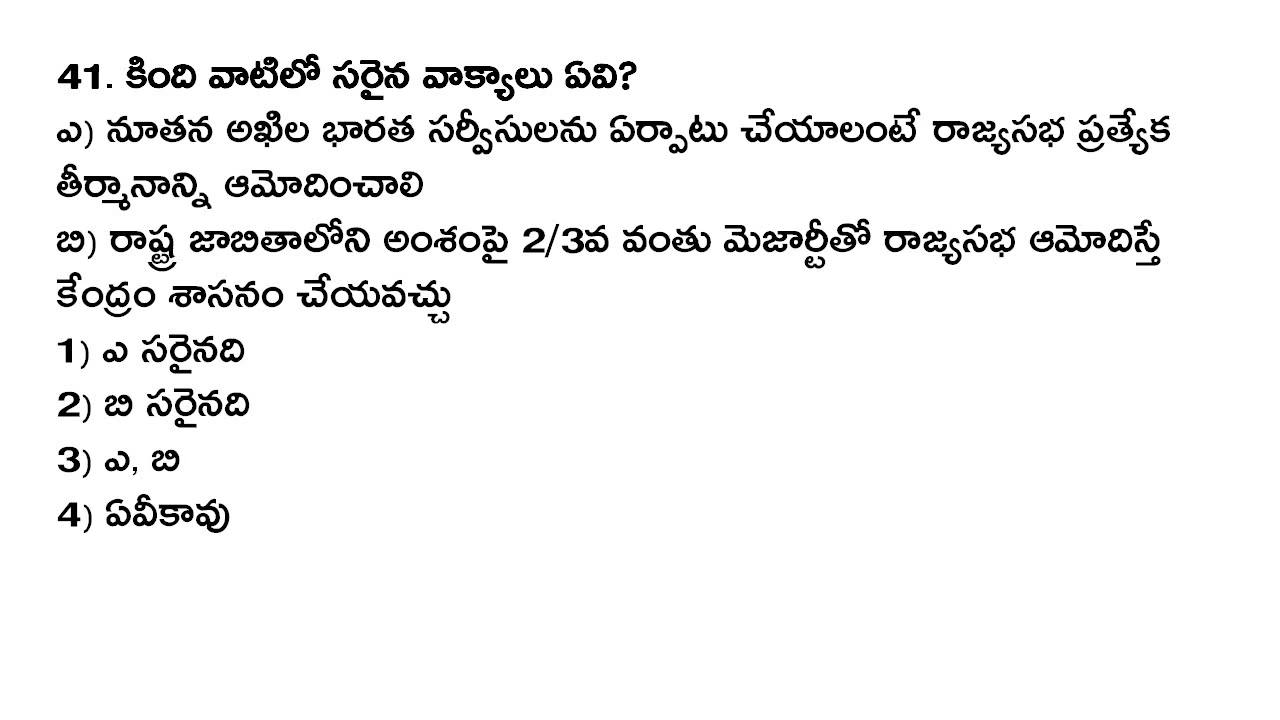 41. కింది వాటిలో సరైన వాక్యాలు ఏవి?
ఎ) నూతన అఖిల భారత సర్వీసులను ఏర్పాటు చేయాలంటే రాజ్యసభ ప్రత్యేక
తీర్మానాన్ని ఆమోదించాలి
బి) రాష్ట్ర జాబితాలోని అంశంపై 2/3వ వంతు మెజార్టీతో రాజ్యసభ ఆమోదిస్తే
కేంద్రం శాసనం చేయవచ్చు
1) ఎ సరైనది
2) బి సరైనది
3) ఎ, బి
4) ఏవీకావు